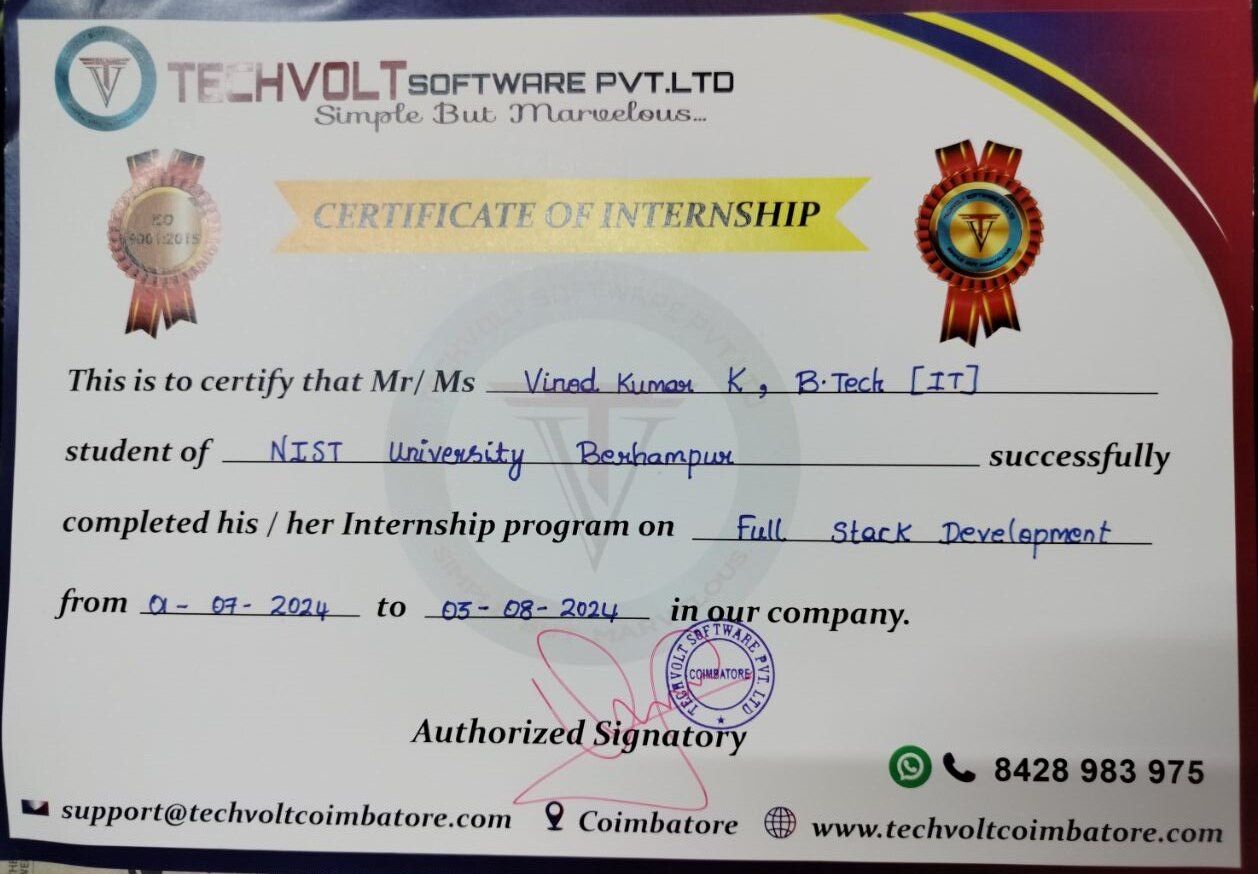 TECHVOLT SOFTWARE PVT.LTD
Simple But Marvelous...
ISO
9001:2015
CERTIFICATE OF INTERNSHIP
This is to certify that Mr/ Ms Vinod Kumar K, B.Tech [IT]
student of NIST University Berhampur successfully
completed his / her Internship program on Full Stack Development
from 01-07-2024 to 03-08-2024 in our company.
TECHVOLT SOFTWARE PVT. LTD
COIMBATORE
Authorized Signatory
8428 983 975
support@techvoltcoimbatore.com Coimbatore www.techvoltcoimbatore.com